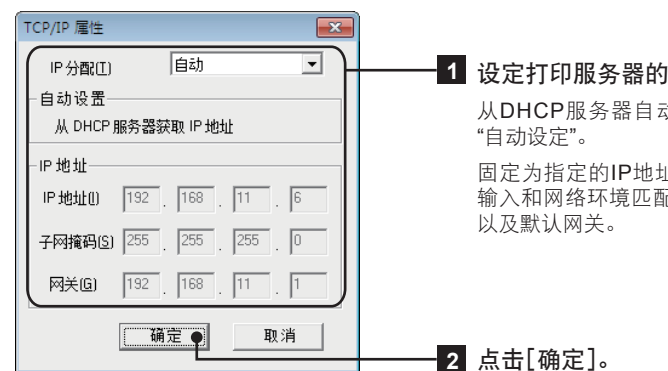 TCP/IP 属性
IP 分配(T) 自动
自动设置
从 DHCP 服务器获取 IP 地址
IP 地址
IP 地址(I) 192 . 168 . 11 . 6
子网掩码(S) 255 . 255 . 255 . 0
网关(G) 192 . 168 . 11 . 1
确定 取消
1 设定打印服务器的
从DHCP服务器自动
“自动设定”。
固定为指定的IP地址
输入和网络环境匹配
以及默认网关。
2 点击[确定]。